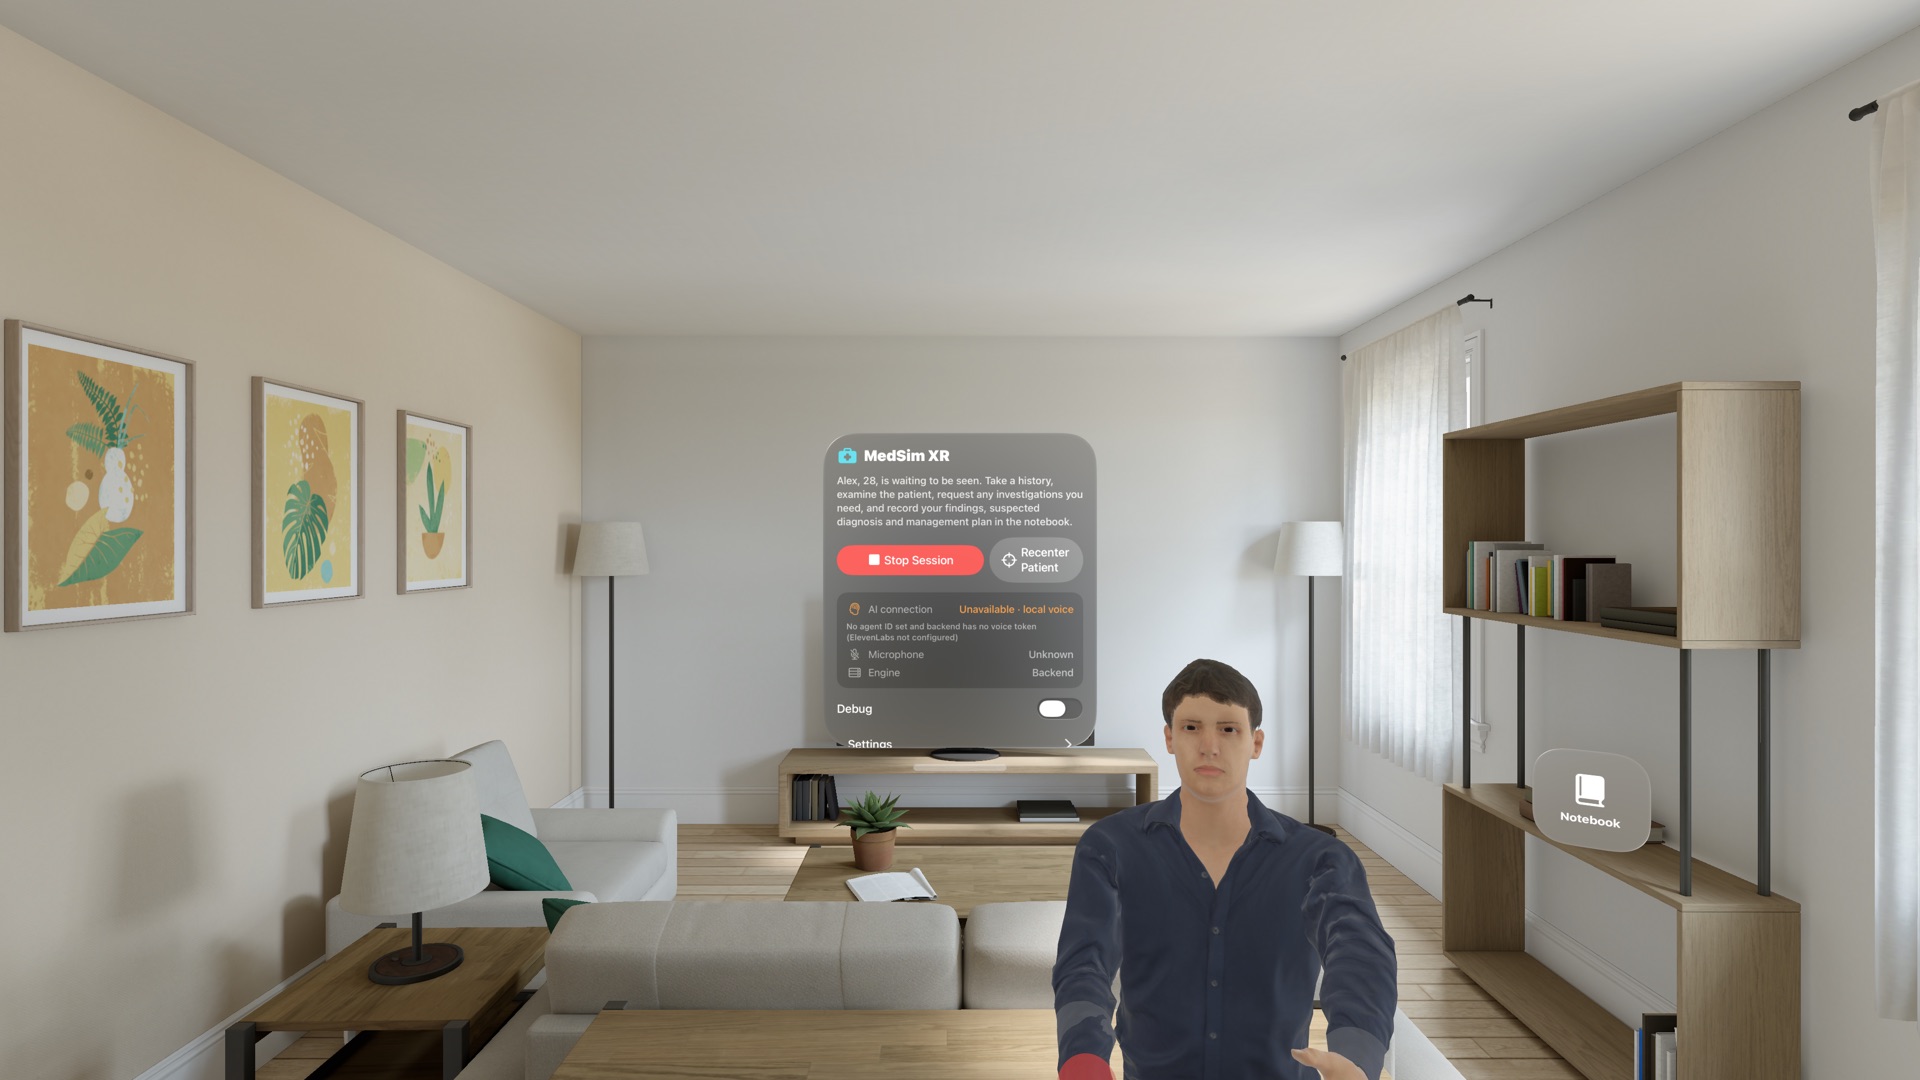 MedSim XR
Alex, 28, is waiting to be seen. Take a history,
examine the patient, request any investigations you
need, and record your findings, suspected
diagnosis and management plan in the notebook.
Stop Session
Recenter
Patient
AI connection
Unavailable · local voice
No agent ID set and backend has no voice token
(ElevenLabs not configured)
Microphone
Unknown
Engine
Backend
Debug
Settings
Notebook